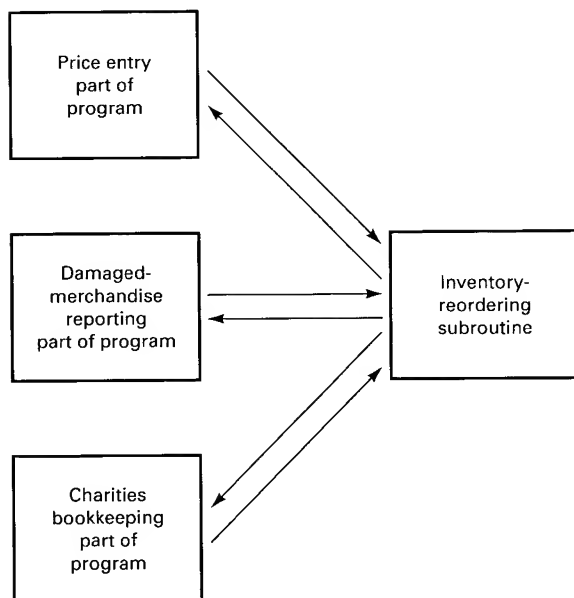 Price entry
part of
program
Damaged-
merchandise
reporting
part of program
Inventory-
reordering
subroutine
Charities
bookkeeping
part of
program